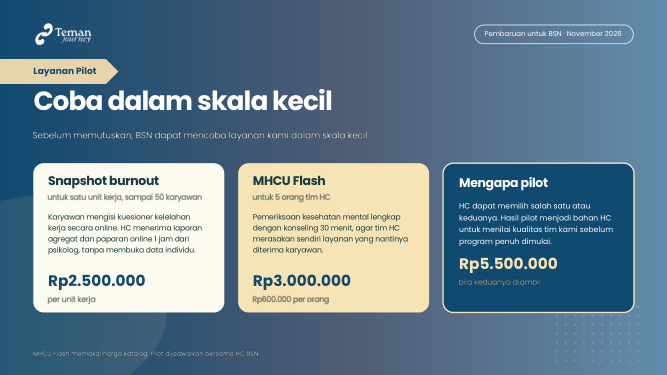 Teman
journey
Pembaruan untuk BSN · November 2026
Layanan Pilot
Coba dalam skala kecil
Sebelum memutuskan, BSN dapat mencoba layanan kami dalam skala kecil.
Snapshot burnout
untuk satu unit kerja, sampai 50 karyawan
Karyawan mengisi kuesioner kelelahan
kerja secara online. HC menerima laporan
agregat dan paparan online 1 jam dari
psikolog, tanpa membuka data individu.
Rp2.500.000
per unit kerja
MHCU Flash
untuk 5 orang tim HC
Pemeriksaan kesehatan mental lengkap
dengan konseling 30 menit, agar tim HC
merasakan sendiri layanan yang nantinya
diterima karyawan.
Rp3.000.000
Rp600.000 per orang
Mengapa pilot
HC dapat memilih salah satu atau
keduanya. Hasil pilot menjadi bahan HC
untuk menilai kualitas tim kami sebelum
program penuh dimulai.
Rp5.500.000
bila keduanya diambil
MHCU Flash memakai harga katalog. Pilot dijadwalkan bersama HC BSN.